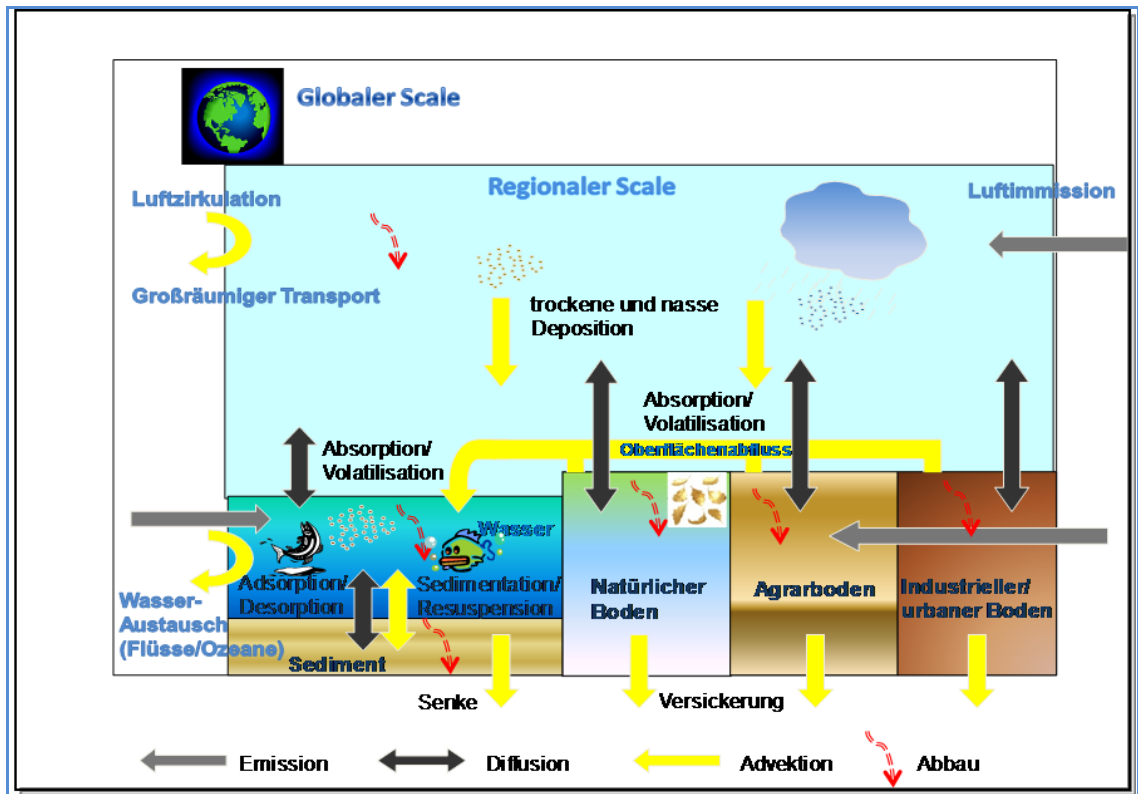 Globaler Scale
Regionaler Scale
Luftzirkulation
Luftimmission
Großräumiger Transport
trockene und nasse
Deposition
Absorption/
Volatilisation
Oberflächenabfluss
Absorption/
Volatilisation
Wasser
Adsorption/
Desorption
Sedimentation/
Resuspension
Natürlicher
Boden
Agrarboden
Industrieller/
urbaner Boden
Wasser-
Austausch
(Flüsse/Ozeane)
Sediment
Senke
Versickerung
Emission
Diffusion
Advektion
Abbau